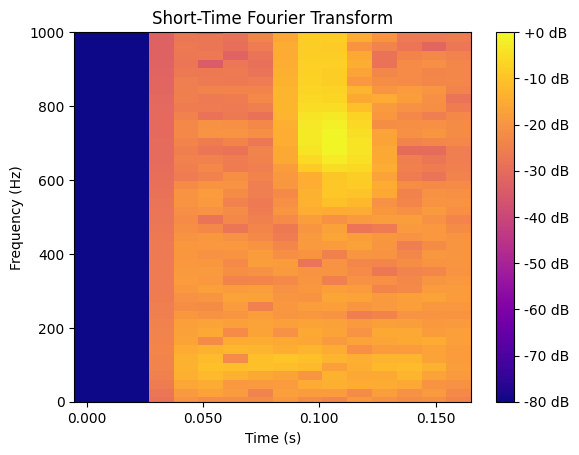 Short-Time Fourier Transform
1000
800
600
400
200
0
Frequency (Hz)
0.000
0.050
0.100
0.150
Time (s)
+0 dB
-10 dB
-20 dB
-30 dB
-40 dB
-50 dB
-60 dB
-70 dB
-80 dB